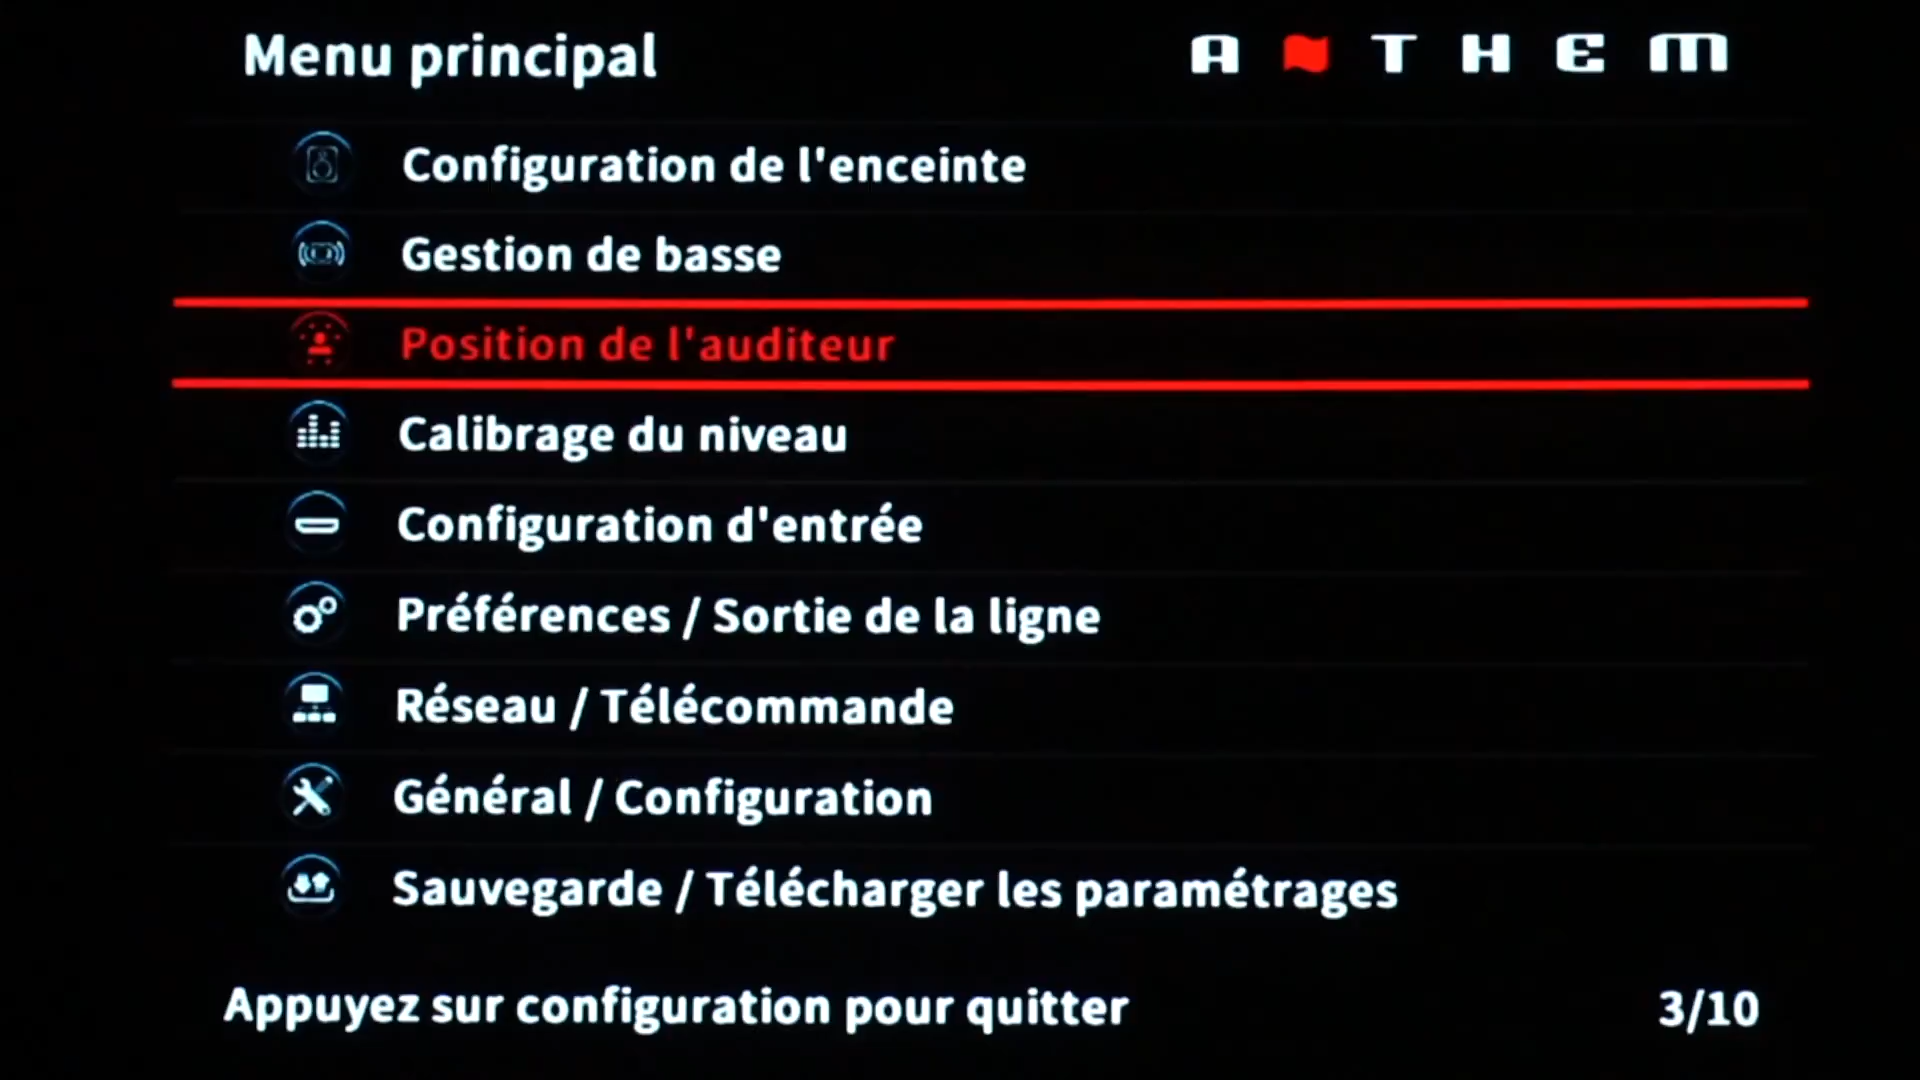 Menu principal
ANTHEM
Configuration de l'enceinte
Gestion de basse
Position de l'auditeur
Calibrage du niveau
Configuration d'entrée
Préférences / Sortie de la ligne
Réseau / Télécommande
Général / Configuration
Sauvegarde / Télécharger les paramétrages
Appuyez sur configuration pour quitter
3/10